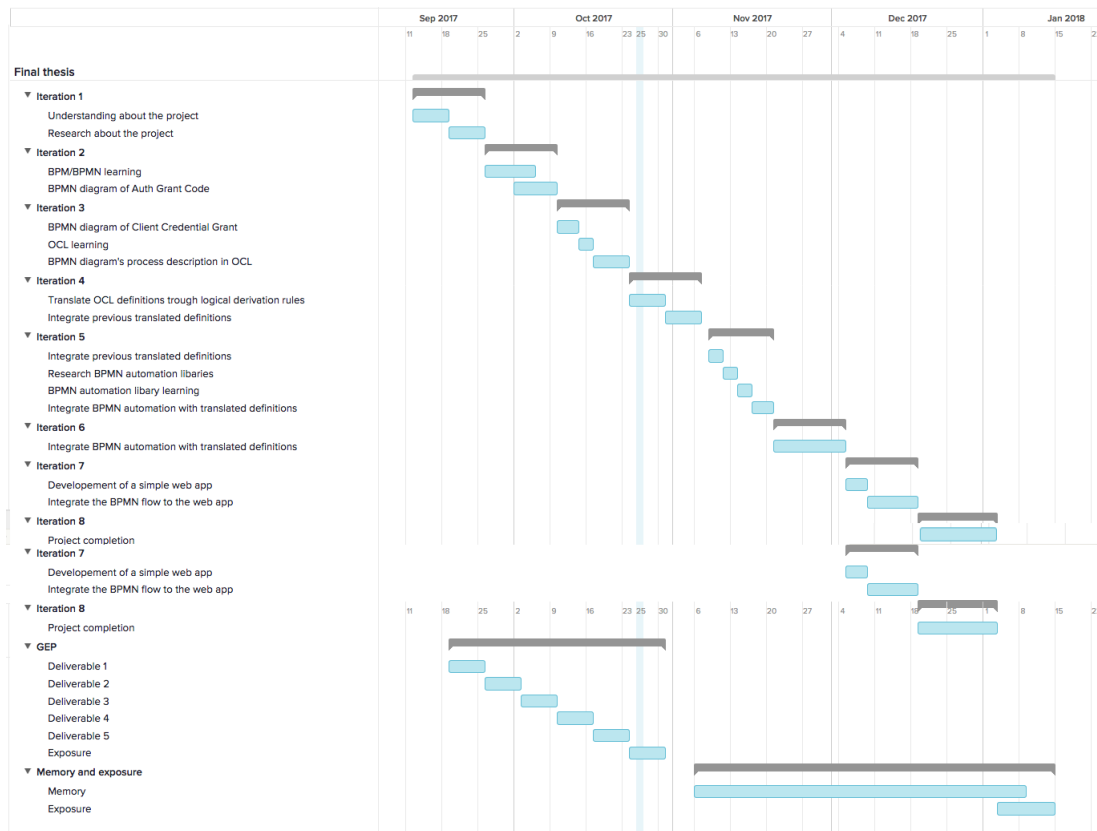 Sep 2017 Oct 2017 Nov 2017 Dec 2017 Jan 2018
11 18 25 2 9 16 23 25 30 6 13 20 27 4 11 18 25 1 8 15 2
Final thesis
Iteration 1
Understanding about the project
Research about the project
Iteration 2
BPM/BPMN learning
BPMN diagram of Auth Grant Code
Iteration 3
BPMN diagram of Client Credential Grant
OCL learning
BPMN diagram's process description in OCL
Iteration 4
Translate OCL definitions trough logical derivation rules
Integrate previous translated definitions
Iteration 5
Integrate previous translated definitions
Research BPMN automation libaries
BPMN automation libary learning
Integrate BPMN automation with translated definitions
Iteration 6
Integrate BPMN automation with translated definitions
Iteration 7
Developement of a simple web app
Integrate the BPMN flow to the web app
Iteration 8
Project completion
Iteration 7
Developement of a simple web app
Integrate the BPMN flow to the web app
Iteration 8 11 18 25 2 9 16 23 25 30 6 13 20 27 4 11 18 25 1 8 15 2
Project completion
GEP
Deliverable 1
Deliverable 2
Deliverable 3
Deliverable 4
Deliverable 5
Exposure
Memory and exposure
Memory
Exposure